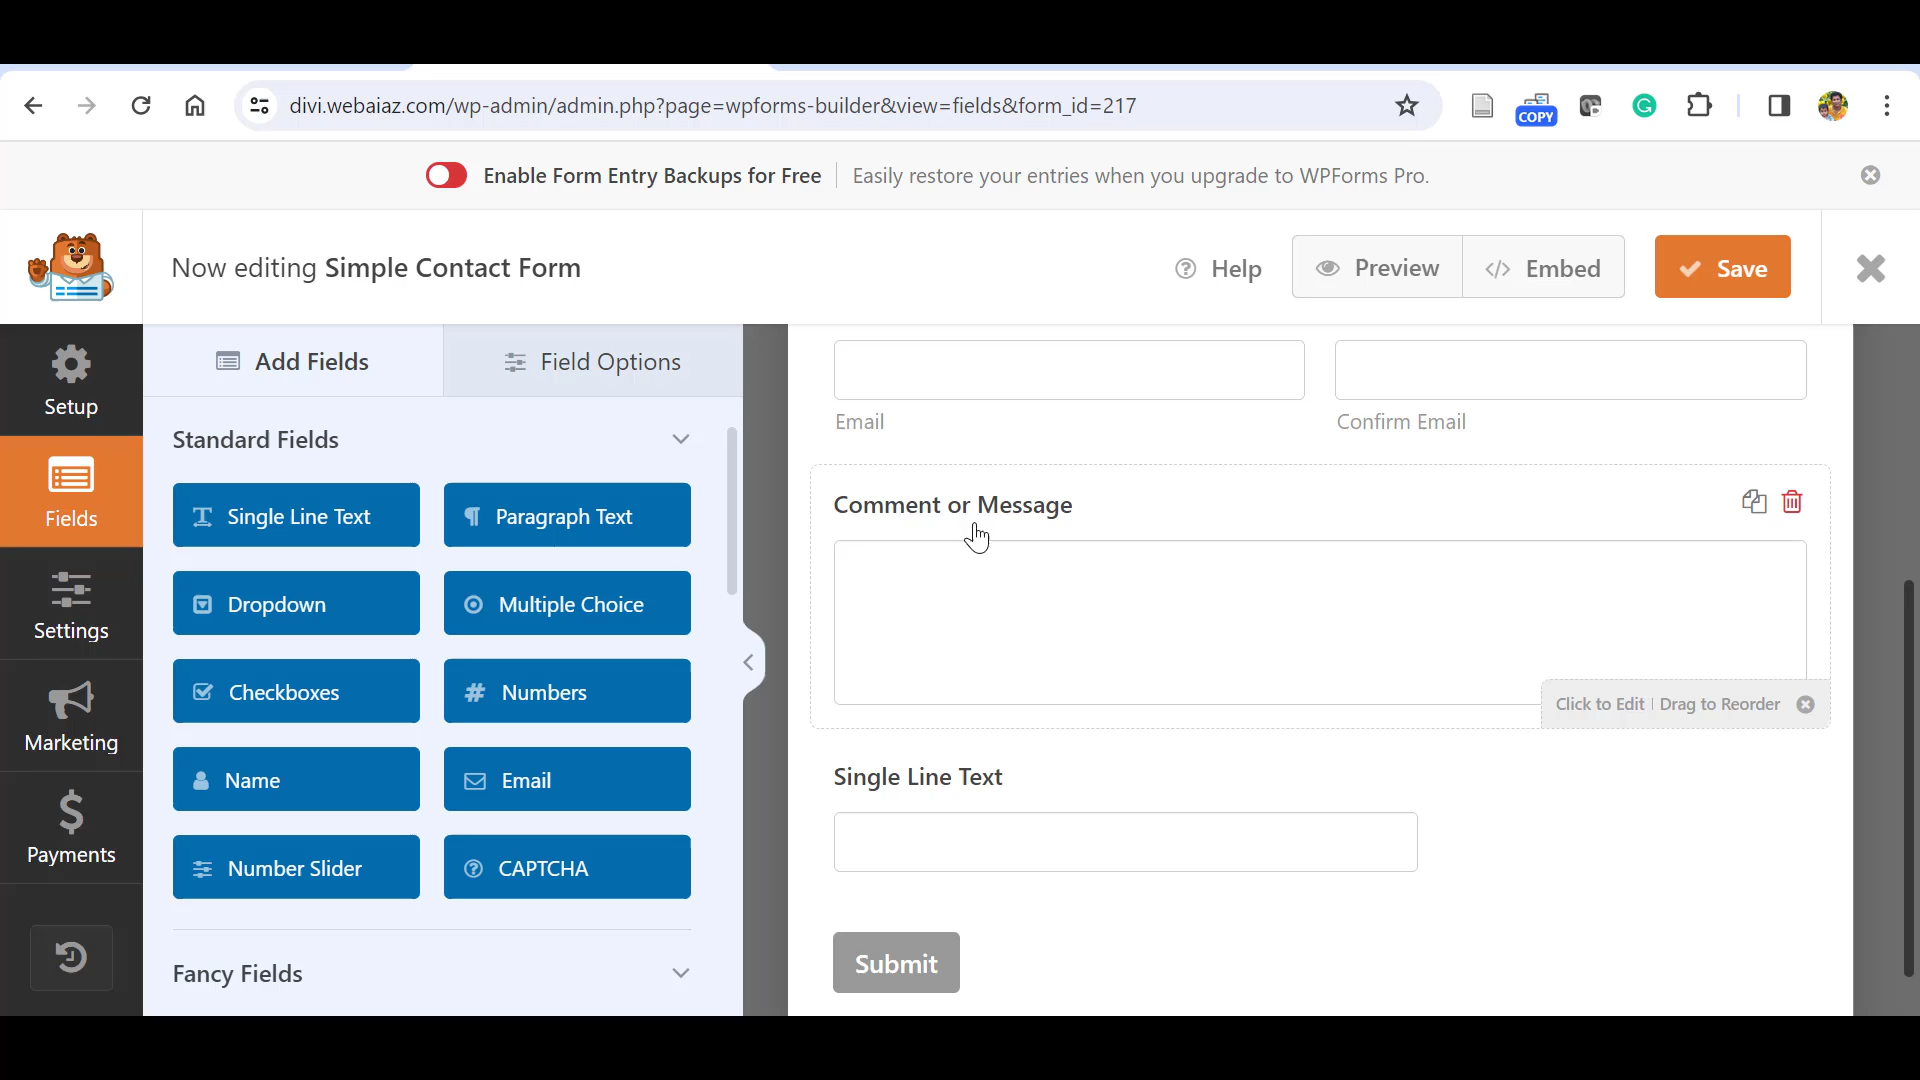 divi.webaiaz.com/wp-admin/admin.php?page=wpforms-builder&view=fields&form_id=217
COPY
Enable Form Entry Backups for Free
Easily restore your entries when you upgrade to WPForms Pro.
Now editing Simple Contact Form
Help
Preview
Embed
Save
Setup
Fields
Settings
Marketing
Payments
Add Fields
Field Options
Standard Fields
Single Line Text
Paragraph Text
Dropdown
Multiple Choice
Checkboxes
Numbers
Name
Email
Number Slider
CAPTCHA
Fancy Fields
Email
Confirm Email
Comment or Message
Click to Edit | Drag to Reorder
Single Line Text
Submit